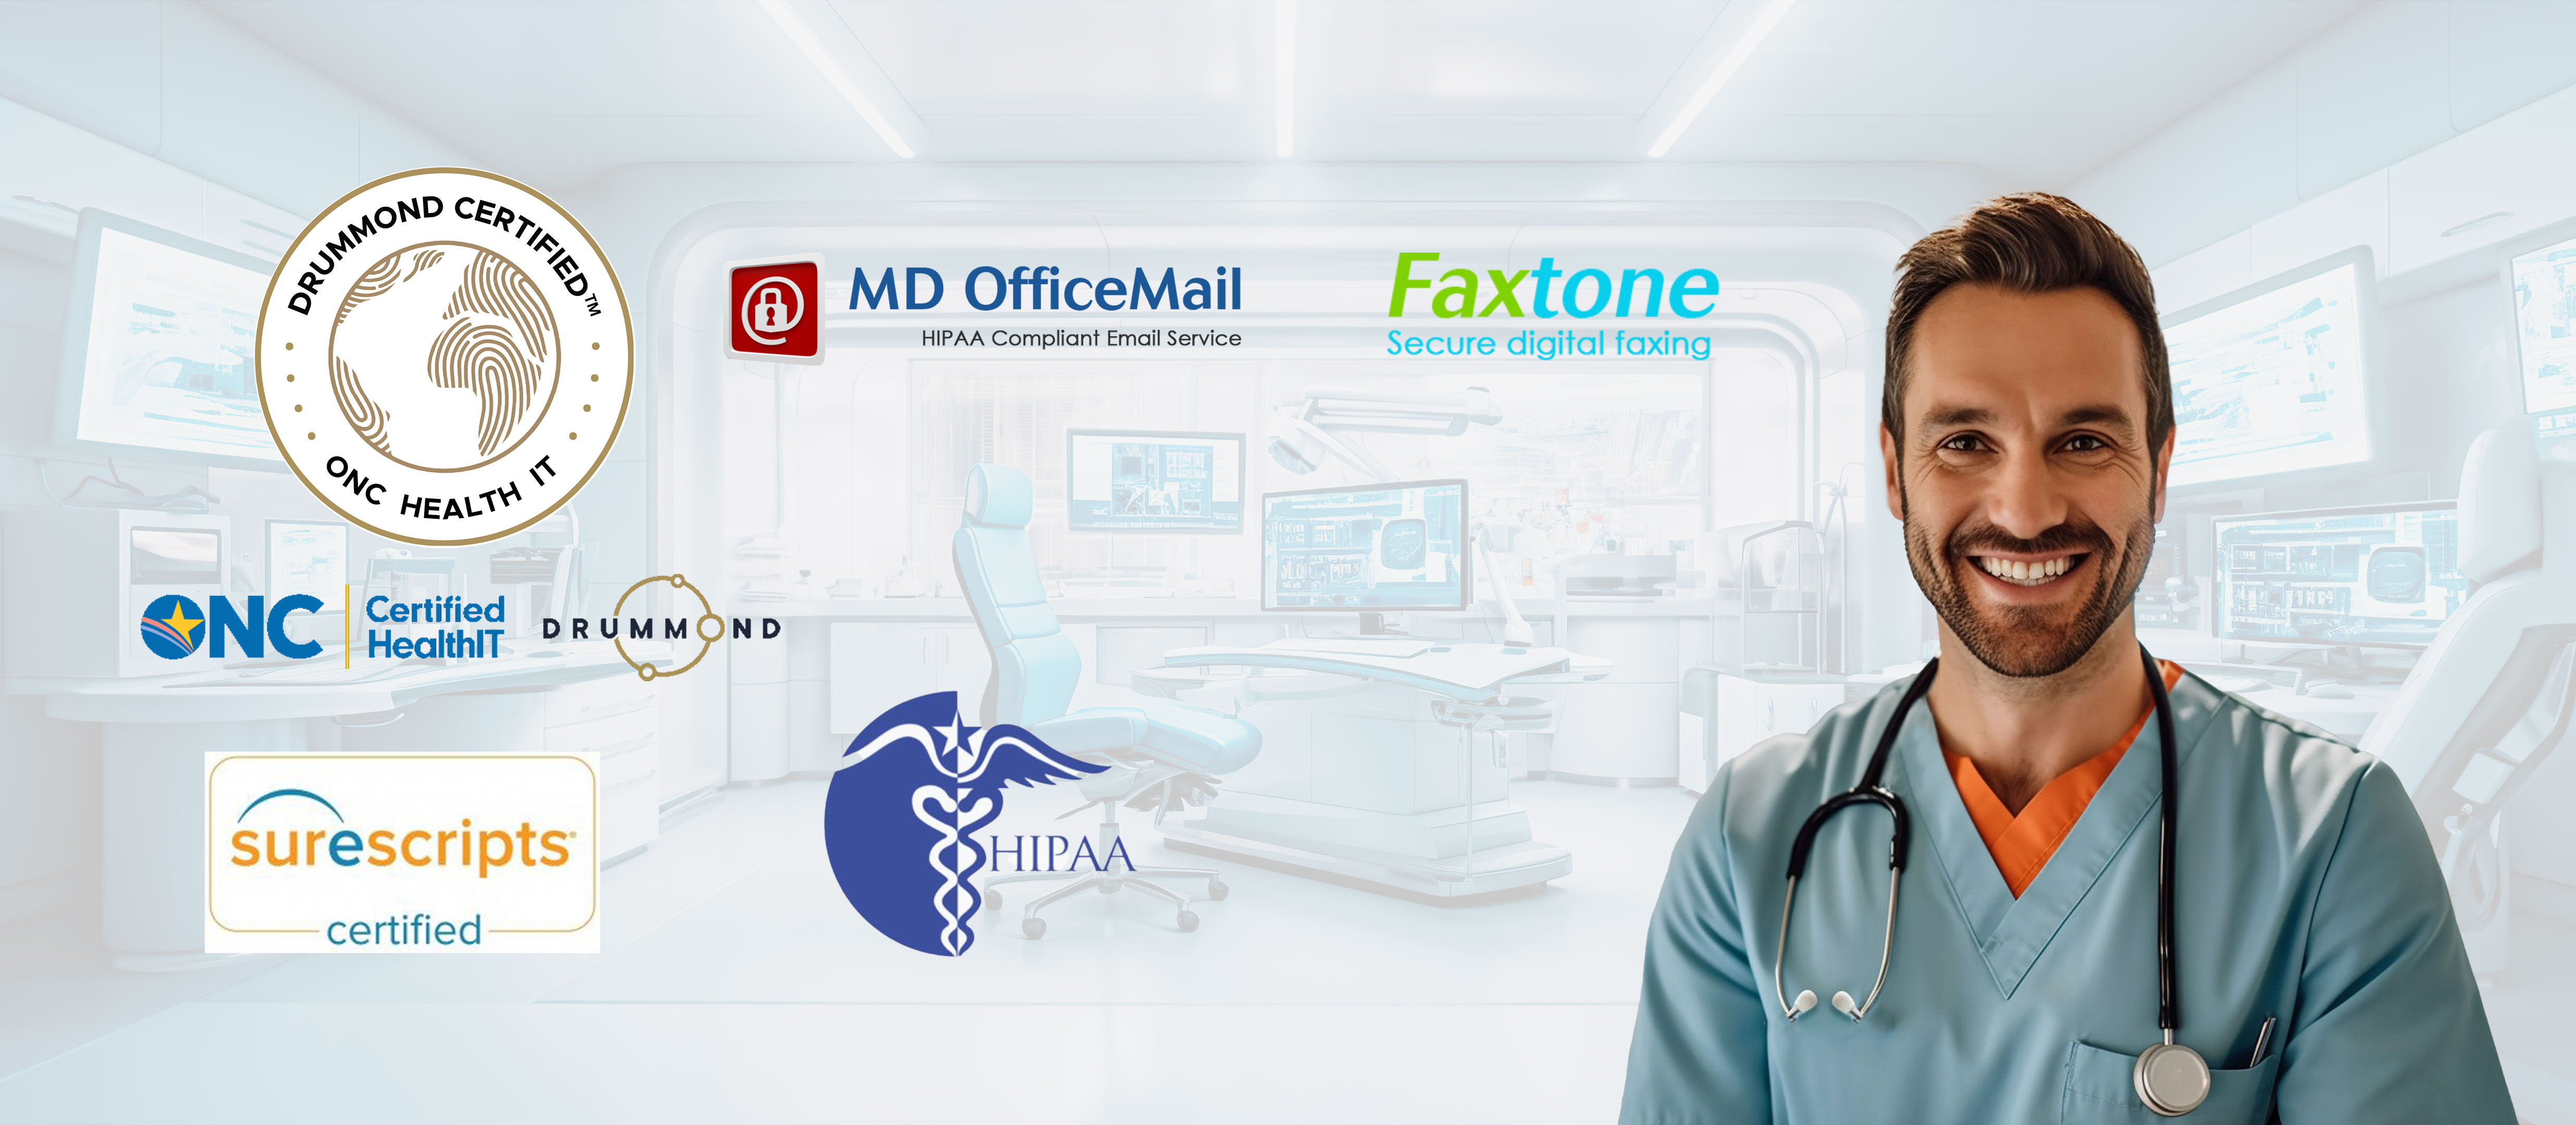 DRUMMOND CERTIFIED™
ONC HEALTH IT
MD OfficeMail
HIPAA Compliant Email Service
Faxtone
Secure digital faxing
ONC
Certified
HealthIT
DRUMMOND
HIPAA
surescripts
certified